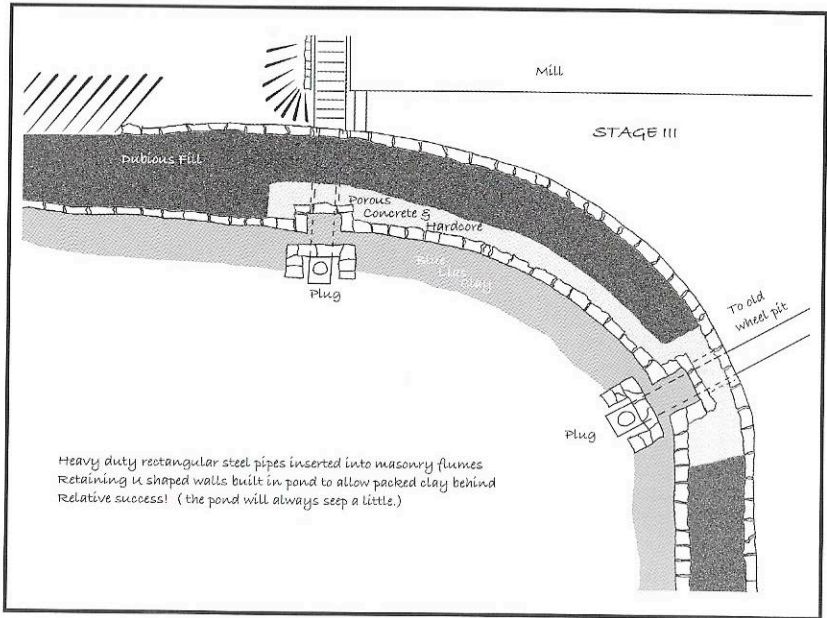 Mill
STAGE III
Dubious Fill
Porous
Concrete &
Hardcore
Blue
Lias
Clay
Plug
To old
wheel pit
Plug
Heavy duty rectangular steel pipes inserted into masonry flumes
Retaining U shaped walls built in pond to allow packed clay behind
Relative success! ( the pond will always seep a little.)